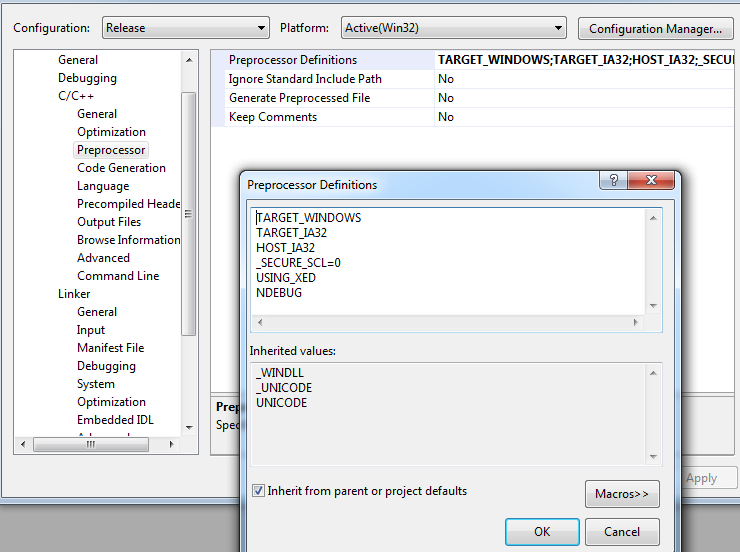 Configuration: Release Platform: Active(Win32) Configuration Manager...
General
Debugging
C/C++
General
Optimization
Preprocessor
Code Generation
Language
Precompiled Heade
Output Files
Browse Information
Advanced
Command Line
Linker
General
Input
Manifest File
Debugging
System
Optimization
Embedded IDL
Preprocessor Definitions TARGET_WINDOWS;TARGET_IA32;HOST_IA32;_SECU
Ignore Standard Include Path No
Generate Preprocessed File No
Keep Comments No
Prep
Spec
Preprocessor Definitions
TARGET_WINDOWS
TARGET_IA32
HOST_IA32
_SECURE_SCL=0
USING_XED
NDEBUG
Inherited values:
_WINDLL
_UNICODE
UNICODE
Inherit from parent or project defaults
Macros>>
OK Cancel
Apply